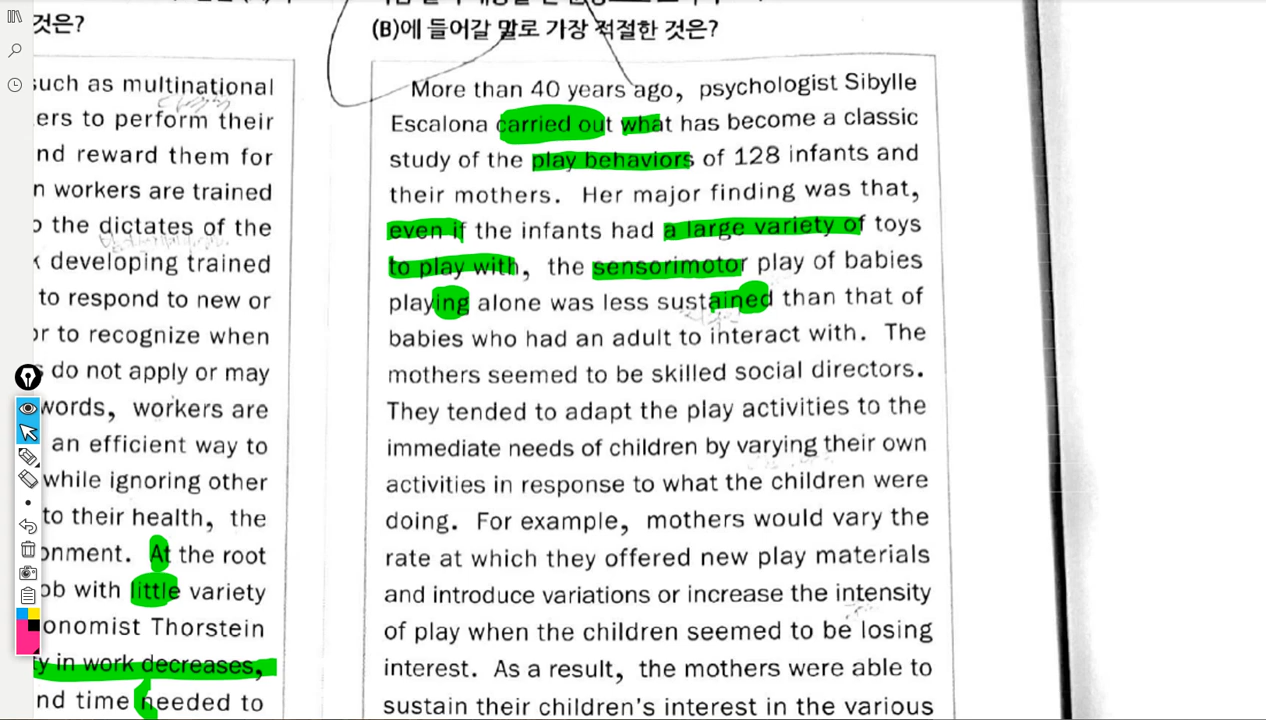 것은?
such as multinational
to perform their
reward them for
workers are trained
the dictates of the
developing trained
to respond to new or
to recognize when
do not apply or may
words, workers are
an efficient way to
while ignoring other
to their health, the
At the root
with little variety
Thorstein
in work decreases,
time needed to
(B)에 들어갈 말로 가장 적절한 것은?
More than 40 years ago, psychologist Sibylle
Escalona carried out what has become a classic
study of the play behaviors of 128 infants and
their mothers. Her major finding was that,
even if the infants had a large variety of toys
to play with, the sensorimotor play of babies
playing alone was less sustained than that of
babies who had an adult to interact with. The
mothers seemed to be skilled social directors.
They tended to adapt the play activities to the
immediate needs of children by varying their own
activities in response to what the children were
doing. For example, mothers would vary the
rate at which they offered new play materials
and introduce variations or increase the intensity
of play when the children seemed to be losing
interest. As a result, the mothers were able to
sustain their children's interest in the various